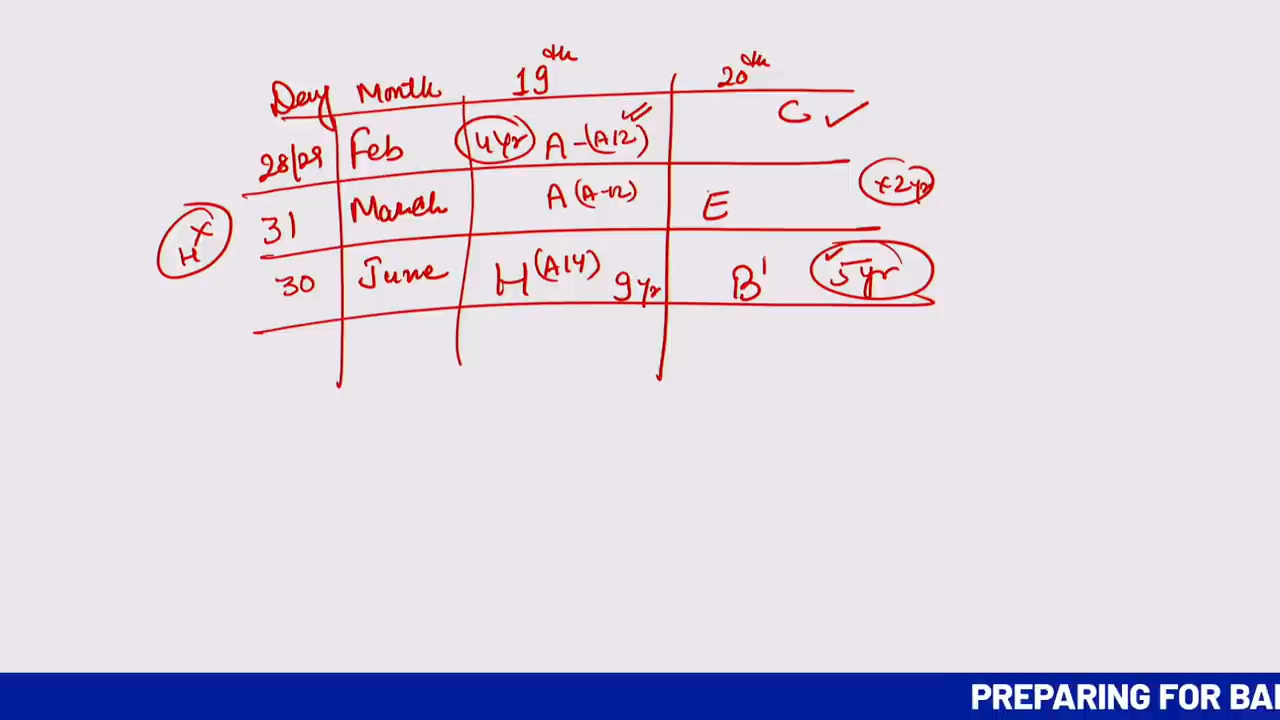 Day Month 19th 20th
28/29 Feb 4yr A-(A12) G
31 March A (A-12) E x2yr
X
H
30 June H (A14) 9yr B' 5yr
PREPARING FOR BA